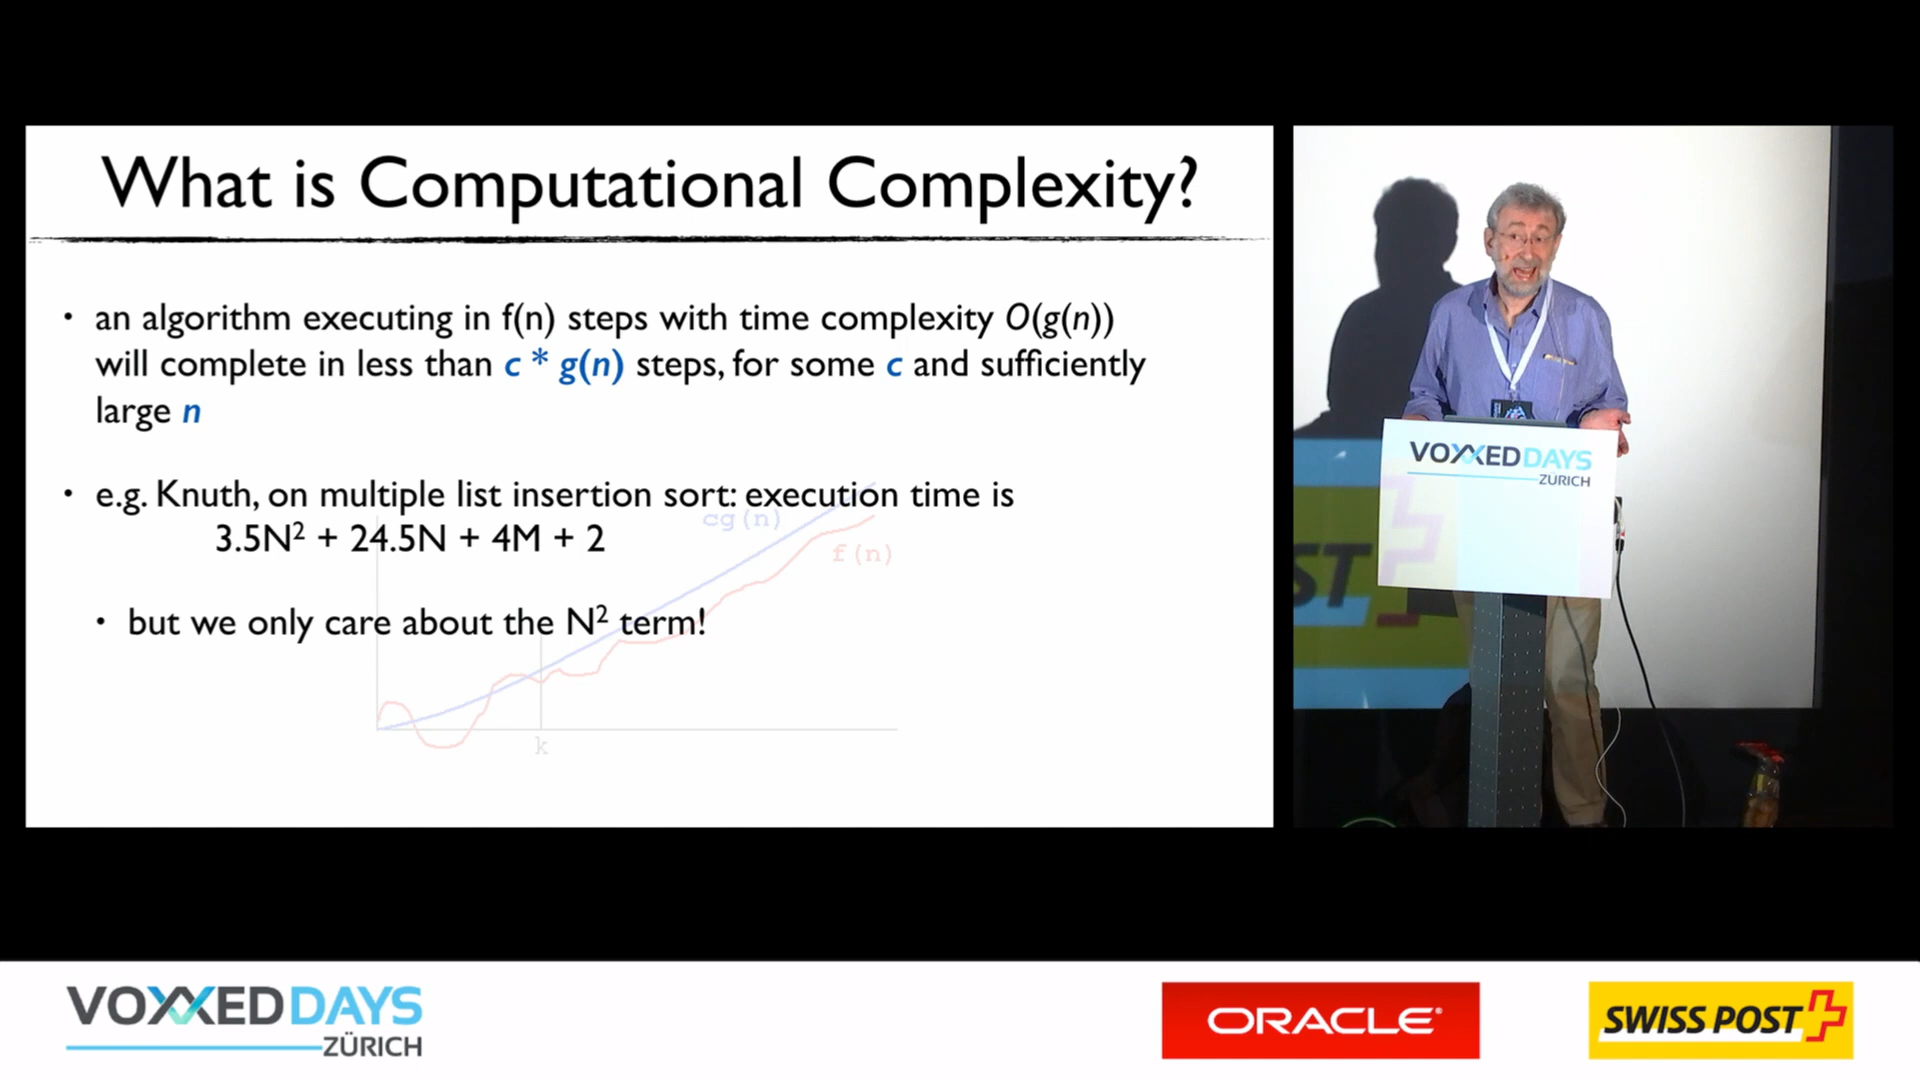 What is Computational Complexity?
• an algorithm executing in f(n) steps with time complexity O(g(n))
will complete in less than c * g(n) steps, for some c and sufficiently
large n
• e.g. Knuth, on multiple list insertion sort: execution time is
3.5N² + 24.5N + 4M + 2
• but we only care about the N² term!
cg(n)
f(n)
k
VOXXED DAYS
ZÜRICH
ST
VOXXED DAYS
ZÜRICH
ORACLE®
SWISS POST